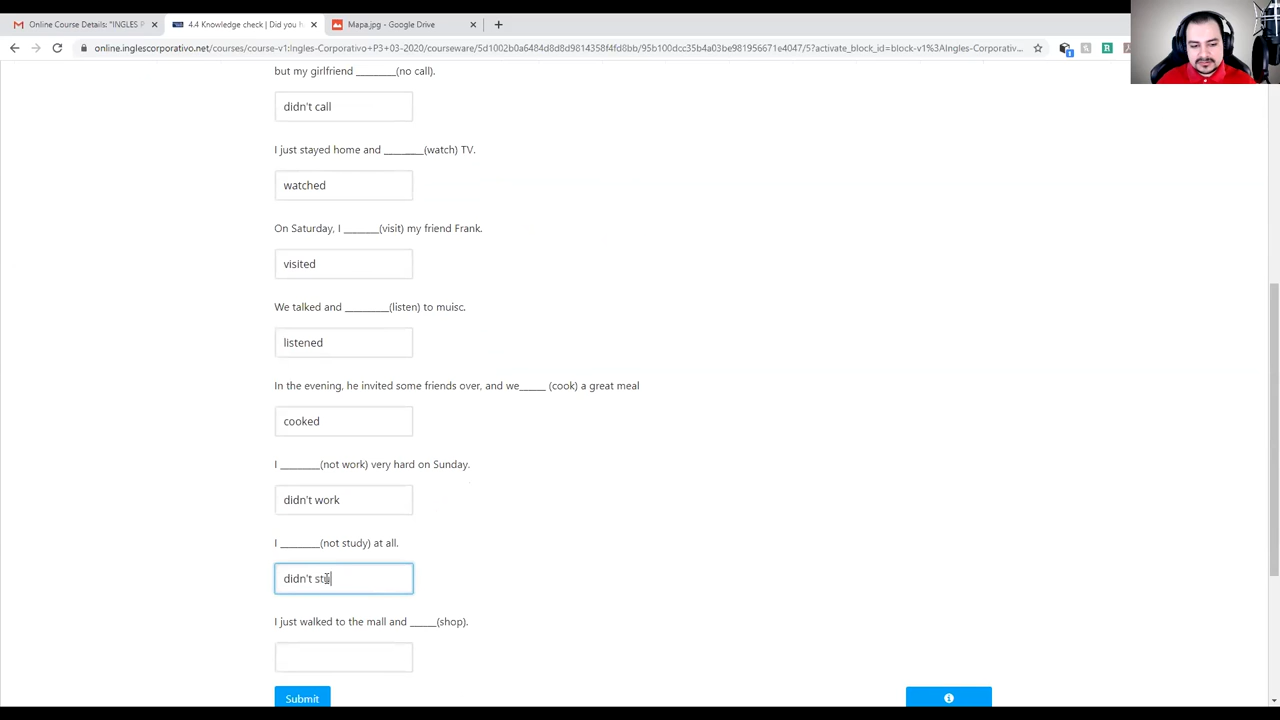 Online Course Details: "INGLES P
4.4 Knowledge check | Did you h
Mapa.jpg - Google Drive
online.inglescorporativo.net/courses/course-v1:Ingles-Corporativo+P3+03-2020/courseware/5d1002b0a6484d8d8d9814358f4fd8bb/95b100dcc35b4a03be981956671e4047/5?activate_block_id=block-v1%3AIngles-Corporativ...
but my girlfriend ________(no call).
didn't call
I just stayed home and ________(watch) TV.
watched
On Saturday, I _______(visit) my friend Frank.
visited
We talked and _________(listen) to muisc.
listened
In the evening, he invited some friends over, and we_____ (cook) a great meal
cooked
I ________(not work) very hard on Sunday.
didn't work
I ________(not study) at all.
didn't stu
I just walked to the mall and _____(shop).
Submit